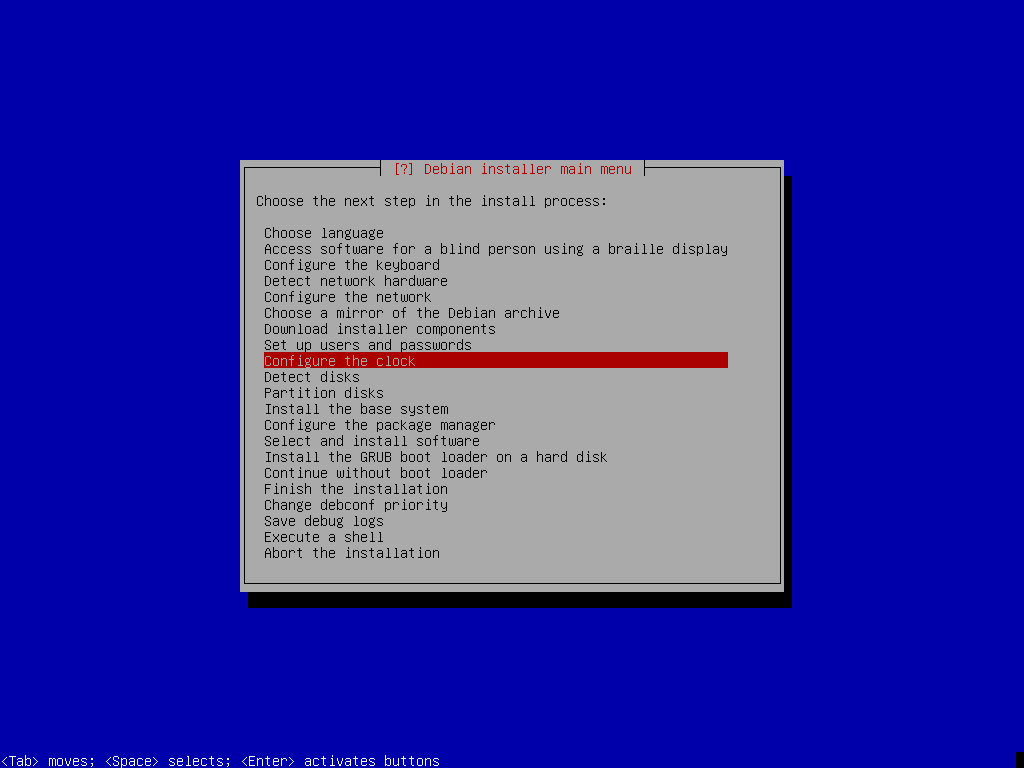 [?] Debian installer main menu
Choose the next step in the install process:
Choose language
Access software for a blind person using a braille display
Configure the keyboard
Detect network hardware
Configure the network
Choose a mirror of the Debian archive
Download installer components
Set up users and passwords
Configure the clock
Detect disks
Partition disks
Install the base system
Configure the package manager
Select and install software
Install the GRUB boot loader on a hard disk
Continue without boot loader
Finish the installation
Change debconf priority
Save debug logs
Execute a shell
Abort the installation
<Tab> moves; <Space> selects; <Enter> activates buttons